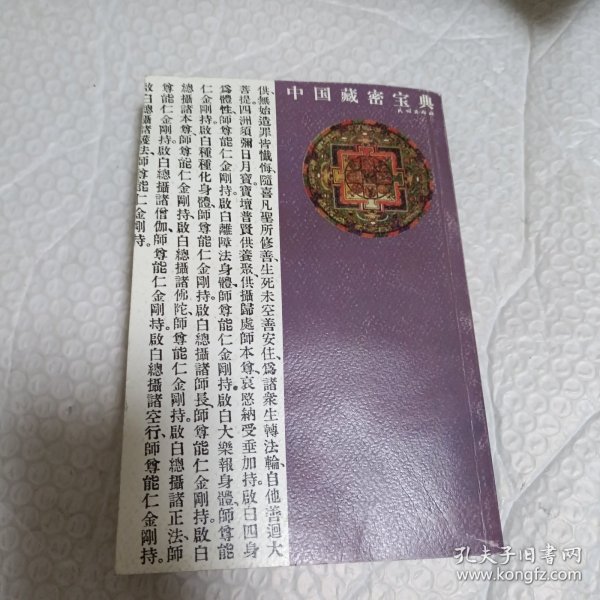 中国藏密宝典
供無始造罪皆懺悔、隨喜凡聖所修善、生死未空善安住、爲諸衆生轉法輪、自他善迴大
菩提。四洲須彌日月寶、寶壇普賢供養聚、供攝歸處師本尊、哀愍納受垂加持。啟白四身
爲體性、師尊能仁金剛持。啟白離障法身體、師尊能仁金剛持。啟白大樂報身體、師尊能
仁金剛持。啟白種種化身體、師尊能仁金剛持。啟白總攝諸師長、師尊能仁金剛持。啟白
總攝諸本尊、師尊能仁金剛持。啟白總攝諸佛陀、師尊能仁金剛持。啟白總攝諸正法、師
尊能仁金剛持。啟白總攝諸僧伽、師尊能仁金剛持。啟白總攝諸空行、師尊能仁金剛持。
啟白總攝諸護法、師尊能仁金剛持。
孔夫子旧书网
www.kongfz.com